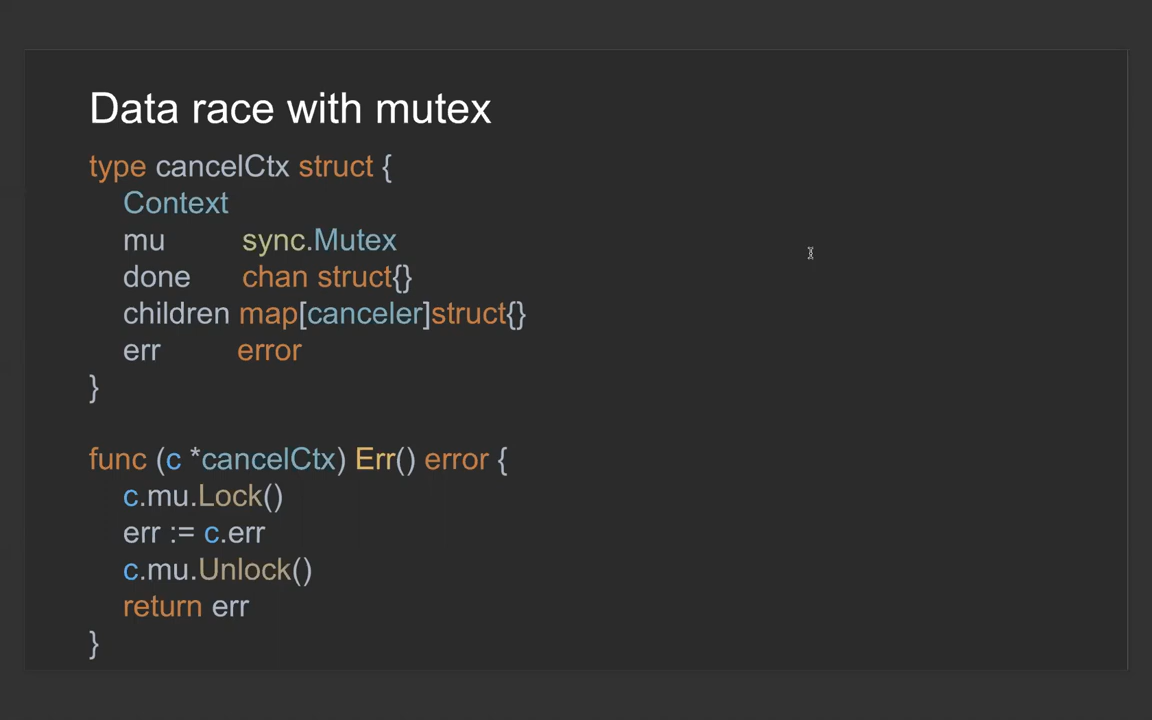 Data race with mutex
type cancelCtx struct {
Context
mu sync.Mutex
done chan struct{}
children map[canceler]struct{}
err error
}
func (c *cancelCtx) Err() error {
c.mu.Lock()
err := c.err
c.mu.Unlock()
return err
}